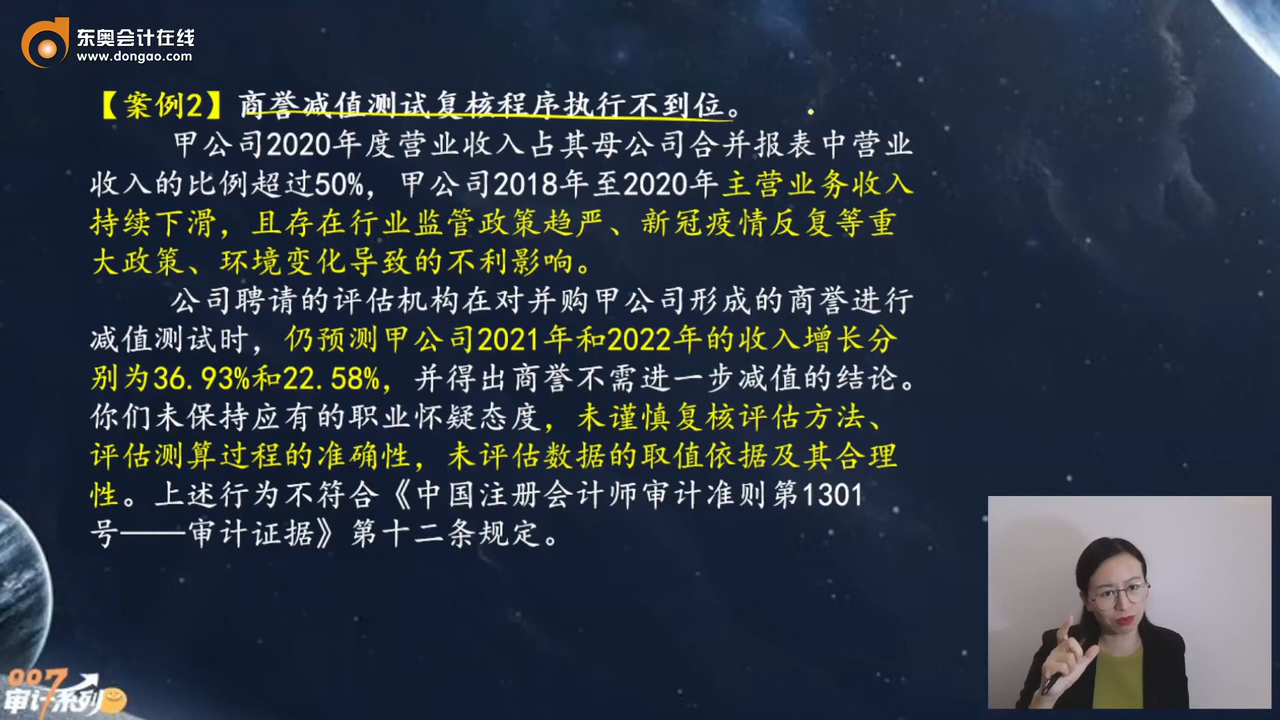 东奥会计在线
www.dongao.com
【案例2】商誉减值测试复核程序执行不到位。
甲公司2020年度营业收入占其母公司合并报表中营业
收入的比例超过50%，甲公司2018年至2020年主营业务收入
持续下滑，且存在行业监管政策趋严、新冠疫情反复等重
大政策、环境变化导致的不利影响。
公司聘请的评估机构在对并购甲公司形成的商誉进行
减值测试时，仍预测甲公司2021年和2022年的收入增长分
别为36.93%和22.58%，并得出商誉不需进一步减值的结论。
你们未保持应有的职业怀疑态度，未谨慎复核评估方法、
评估测算过程的准确性，未评估数据的取值依据及其合理
性。上述行为不符合《中国注册会计师审计准则第1301
号——审计证据》第十二条规定。
007
审计系列